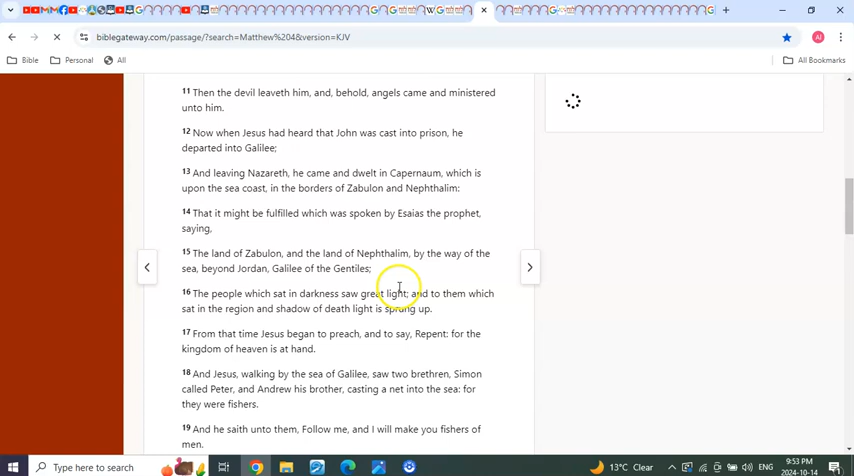 biblegateway.com/passage/?search=Matthew%204&version=KJV
AI
Bible
Personal
All
All Bookmarks
11 Then the devil leaveth him, and, behold, angels came and ministered
unto him.
12 Now when Jesus had heard that John was cast into prison, he
departed into Galilee;
13 And leaving Nazareth, he came and dwelt in Capernaum, which is
upon the sea coast, in the borders of Zabulon and Nephthalim:
14 That it might be fulfilled which was spoken by Esaias the prophet,
saying,
15 The land of Zabulon, and the land of Nephthalim, by the way of the
sea, beyond Jordan, Galilee of the Gentiles;
16 The people which sat in darkness saw great light; and to them which
sat in the region and shadow of death light is sprung up.
17 From that time Jesus began to preach, and to say, Repent: for the
kingdom of heaven is at hand.
18 And Jesus, walking by the sea of Galilee, saw two brethren, Simon
called Peter, and Andrew his brother, casting a net into the sea: for
they were fishers.
19 And he saith unto them, Follow me, and I will make you fishers of
men.
Type here to search
13°C Clear
ENG
9:53 PM
2024-10-14